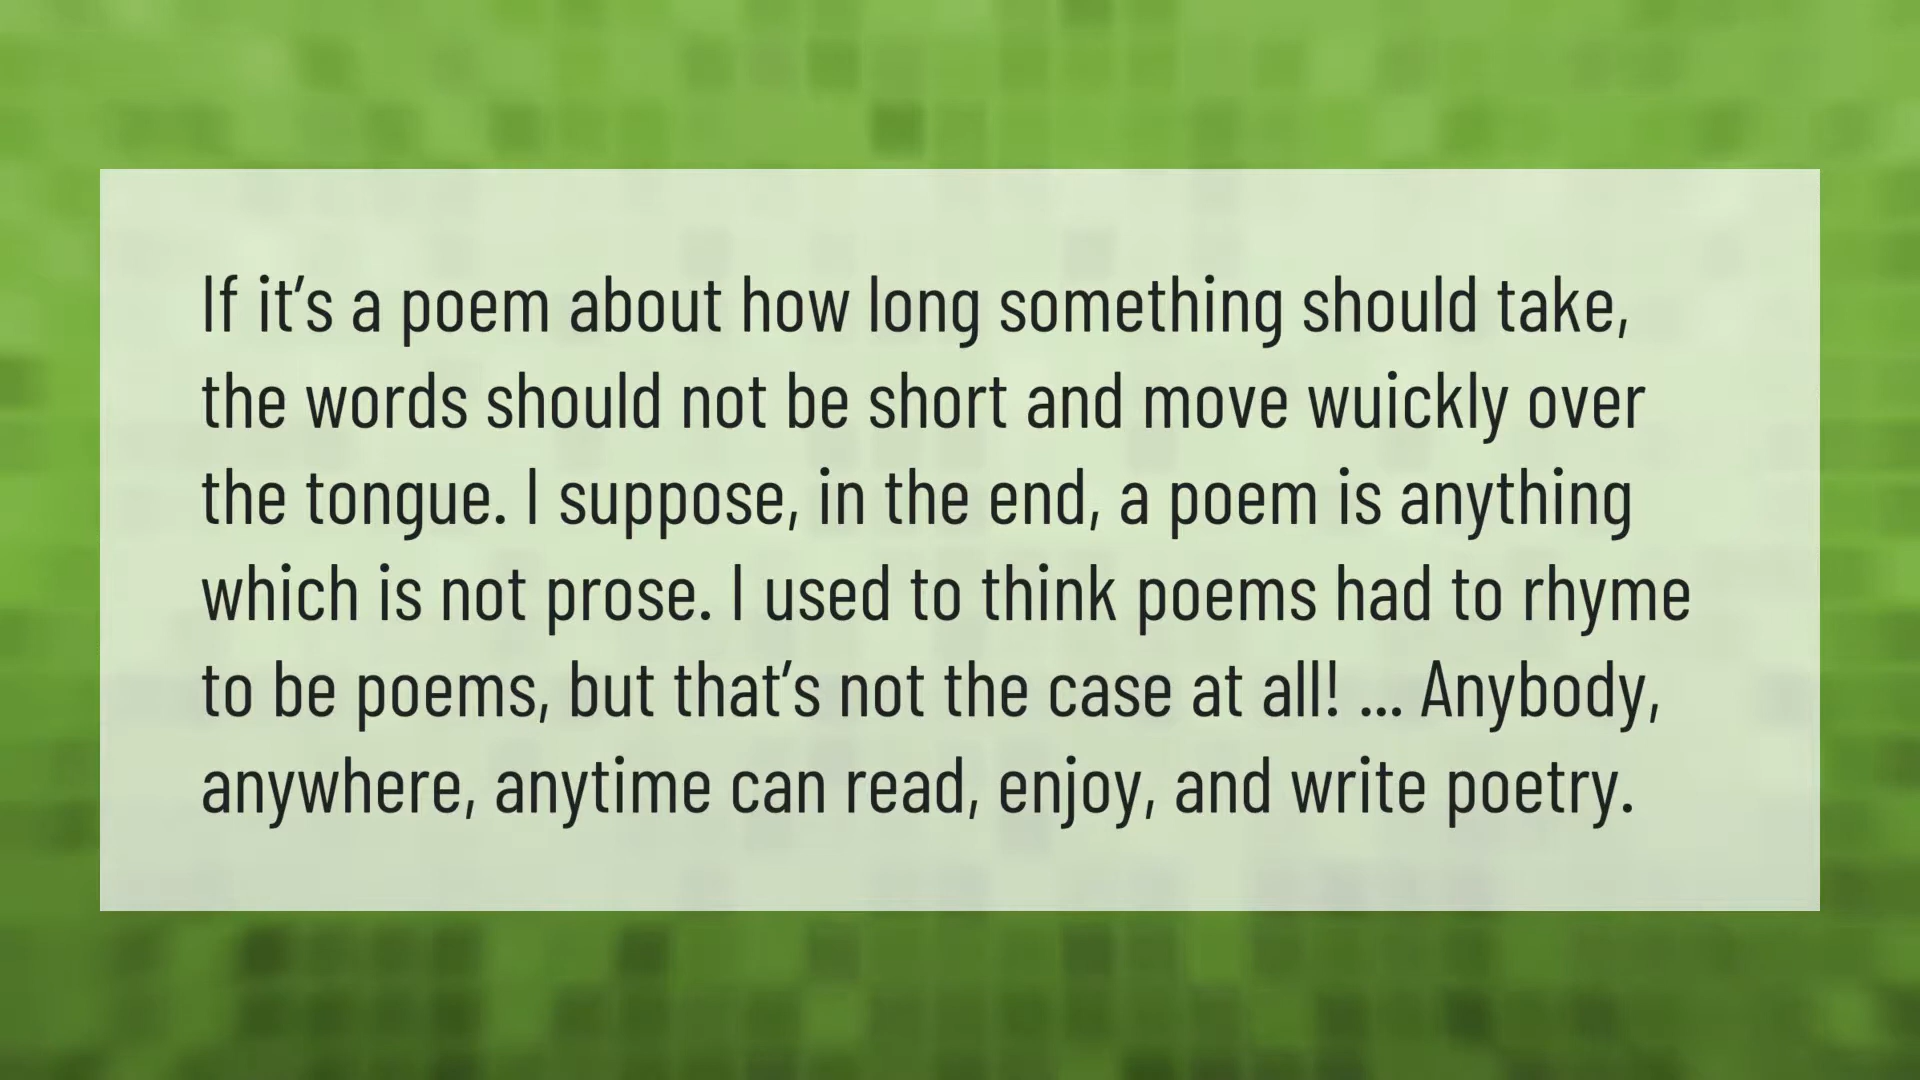 If it’s a poem about how long something should take,
the words should not be short and move wuickly over
the tongue. I suppose, in the end, a poem is anything
which is not prose. I used to think poems had to rhyme
to be poems, but that’s not the case at all! ... Anybody,
anywhere, anytime can read, enjoy, and write poetry.